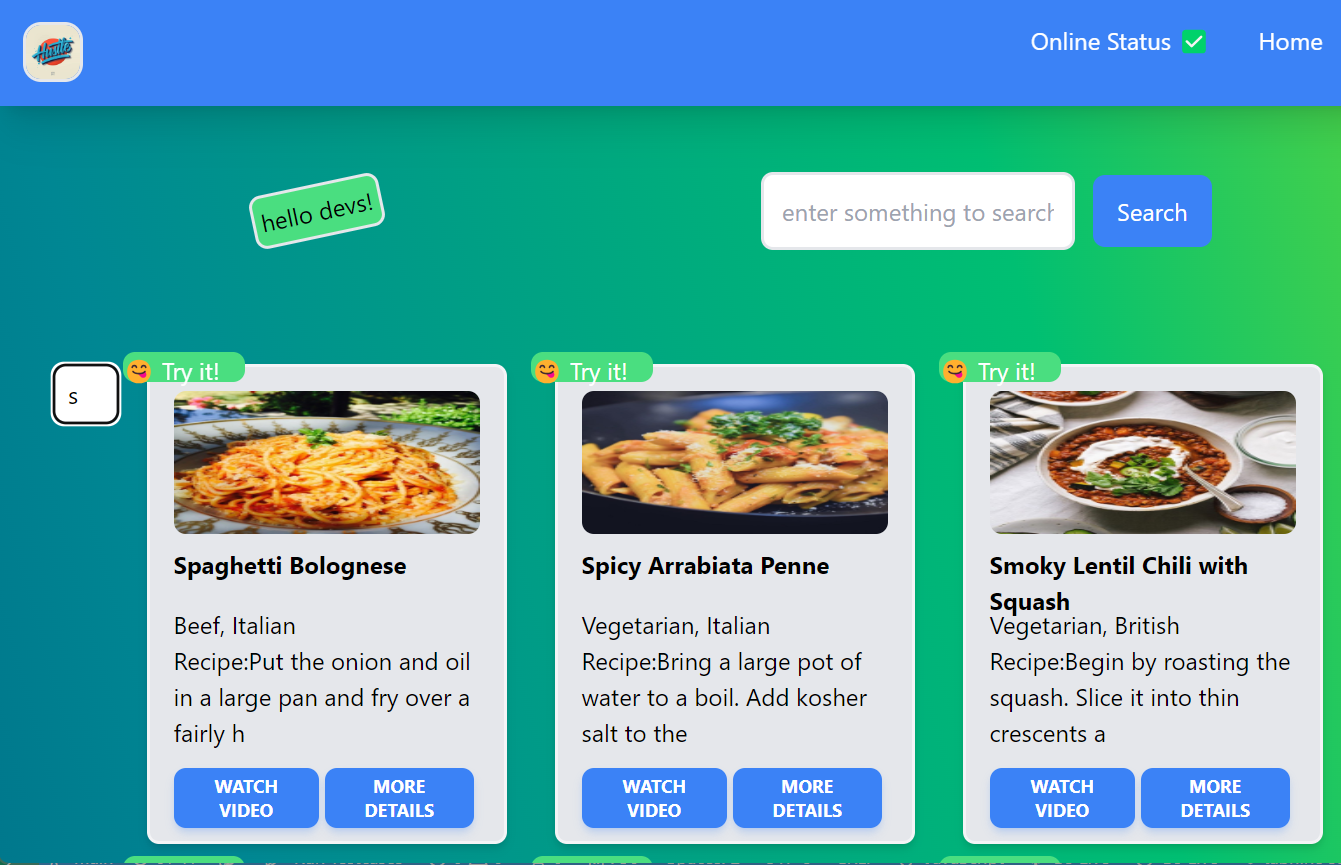 Hustle
Online Status ✅ Home
hello devs!
enter something to search
Search
s
😋 Try it!
😋 Try it!
😋 Try it!
Spaghetti Bolognese
Beef, Italian
Recipe:Put the onion and oil
in a large pan and fry over a
fairly h
WATCH
VIDEO
MORE
DETAILS
Spicy Arrabiata Penne
Vegetarian, Italian
Recipe:Bring a large pot of
water to a boil. Add kosher
salt to the
WATCH
VIDEO
MORE
DETAILS
Smoky Lentil Chili with
Squash
Vegetarian, British
Recipe:Begin by roasting the
squash. Slice it into thin
crescents a
WATCH
VIDEO
MORE
DETAILS